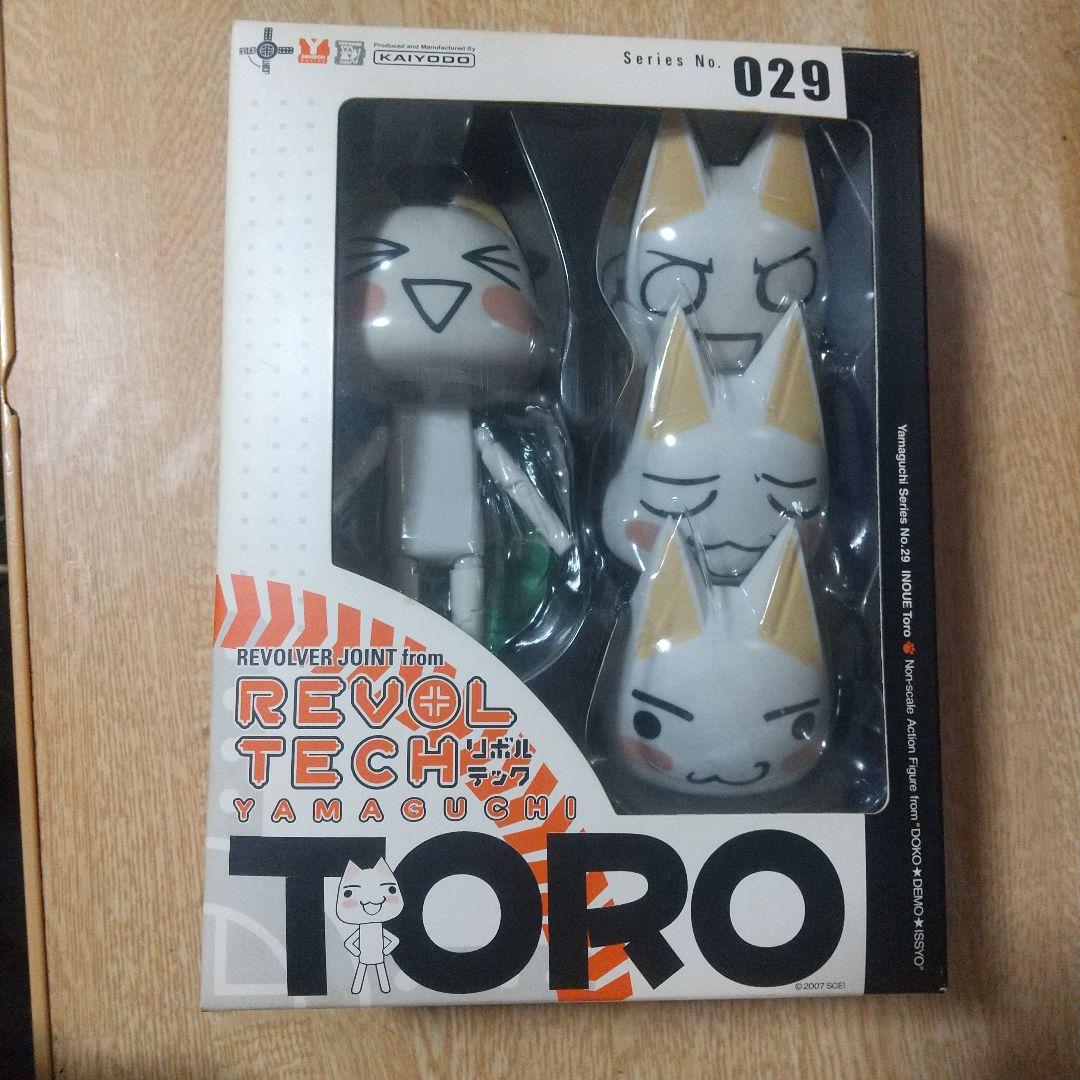 Produced and Manufactured By
KAIYODO
Series No. 029
REVOLVER JOINT from
REVOL
TECH リボル
テック
YAMAGUCHI
TORO
Yamaguchi Series No.29 INOUE Toro Non-scale Action Figure from "DOKO★DEMO★ISSYO"
©2007 SCEI